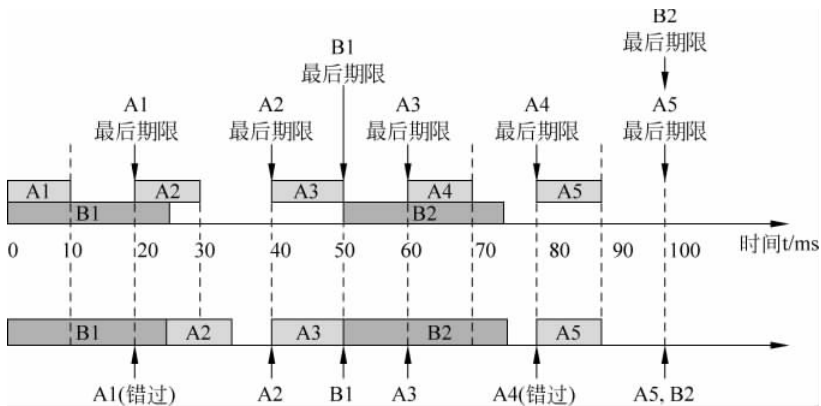 B2
最后期限
B1
最后期限
A1
最后期限
A2
最后期限
A3
最后期限
A4
最后期限
A5
最后期限
A1 A2 A3 A4 A5
B1 B2
0 10 20 30 40 50 60 70 80 90 100 时间t/ms
B1 A2 A3 B2 A5
A1(错过) A2 B1 A3 A4(错过) A5, B2